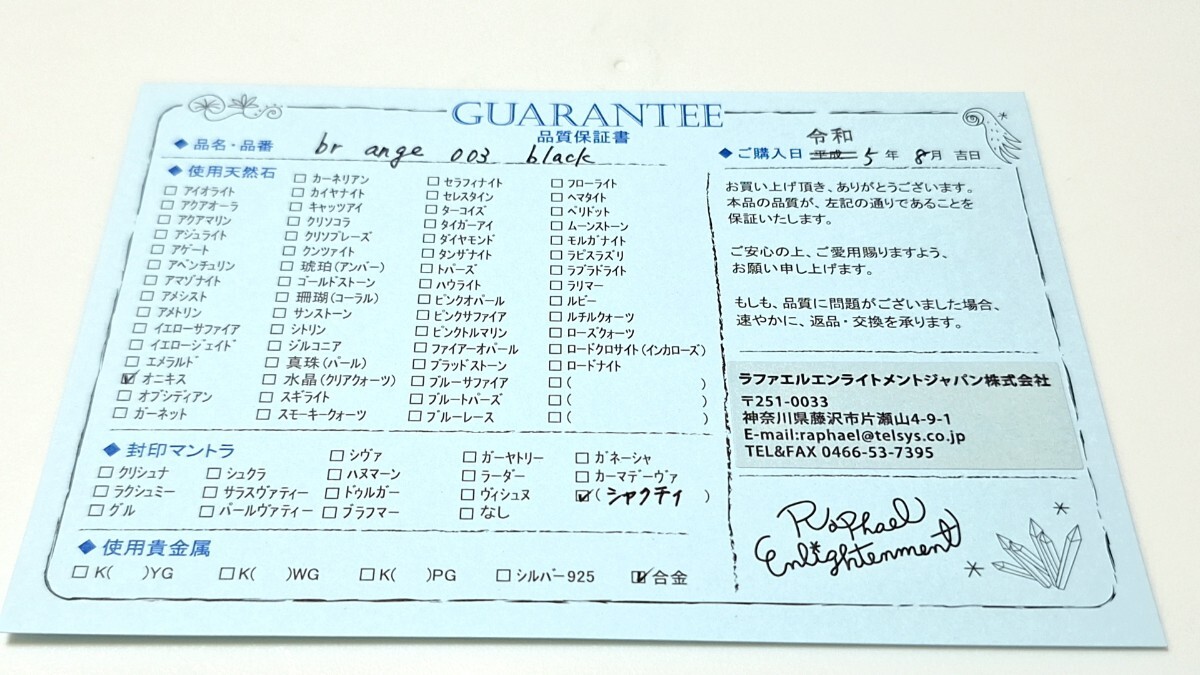 GUARANTEE
品質保証書
◆品名・品番 br ange 003 black
◆使用天然石
□アイオライト
□アクアオーラ
□アクアマリン
□アジュライト
□アゲート
□アベンチュリン
□アマゾナイト
□アメシスト
□アメトリン
□イエローサファイア
□イエロージェイド
□エメラルド
☑オニキス
□オブシディアン
□ガーネット
□カーネリアン
□カイヤナイト
□キャッツアイ
□クリソコラ
□クリソプレーズ
□クンツァイト
□琥珀(アンバー)
□ゴールドストーン
□珊瑚(コーラル)
□サンストーン
□シトリン
□ジルコニア
□真珠(パール)
□水晶(クリアクォーツ)
□スギライト
□スモーキークォーツ
□セラフィナイト
□セレスタイン
□ターコイズ
□タイガーアイ
□ダイヤモンド
□タンザナイト
□トパーズ
□ハウライト
□ピンクオパール
□ピンクサファイア
□ピンクトルマリン
□ファイアーオパール
□ブラッドストーン
□ブルーサファイア
□ブルートパーズ
□ブルーレース
□フローライト
□ヘマタイト
□ペリドット
□ムーンストーン
□モルガナイト
□ラピスラズリ
□ラブラドライト
□ラリマー
□ルビー
□ルチルクォーツ
□ローズクォーツ
□ロードクロサイト(インカローズ)
□ロードナイト
□( )
□( )
□( )
◆封印マントラ
□シヴァ □ガーヤトリー □ガネーシャ
□クリシュナ □シュクラ □ハヌマーン □ラーダー □カーマデーヴァ
□ラクシュミー □サラスヴァティー □ドゥルガー □ヴィシュヌ ☑(シャクティ)
□グル □パールヴァティー □ブラフマー □なし
◆使用貴金属
□K( )YG □K( )WG □K( )PG □シルバー925 ☑合金
令和
◆ご購入日 平成 5年 8月 吉日
お買い上げ頂き、ありがとうございます。
本品の品質が、左記の通りであることを
保証いたします。
ご安心の上、ご愛用賜りますよう、
お願い申し上げます。
もしも、品質に問題がございました場合、
速やかに、返品・交換を承ります。
ラファエルエンライトメントジャパン株式会社
〒251-0033
神奈川県藤沢市片瀬山4-9-1
E-mail:raphael@telsys.co.jp
TEL&FAX 0466-53-7395
Raphael
Enlightenment